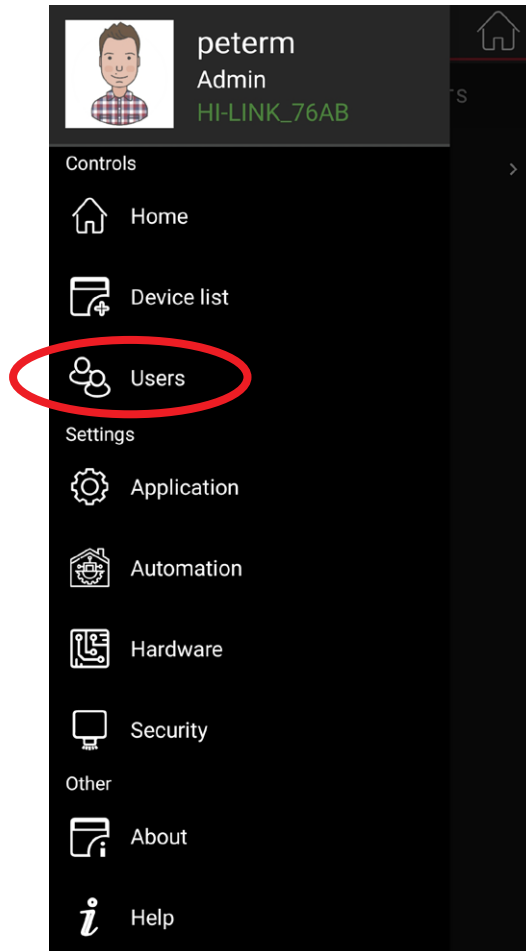 peterm
Admin
HI-LINK_76AB
Controls
Home
Device list
Users
Settings
Application
Automation
Hardware
Security
Other
About
Help